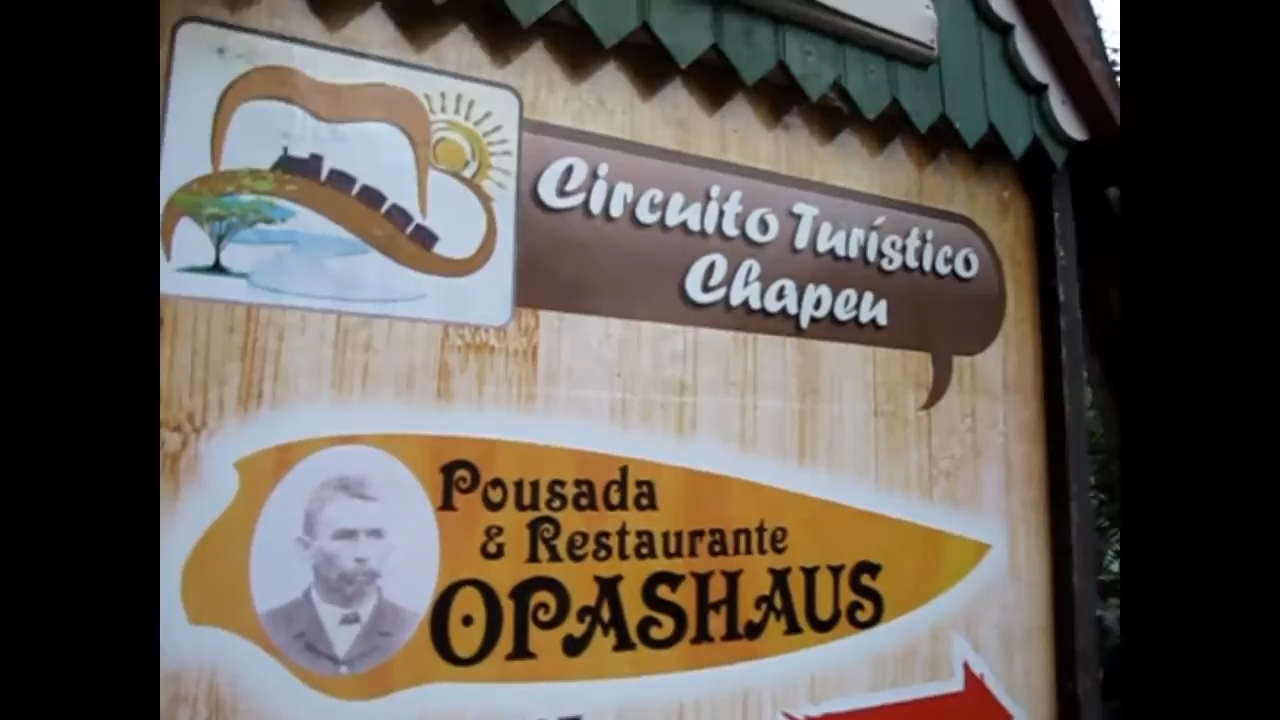 Circuito Turístico
Chapeu
Pousada
& Restaurante
OPASHAUS